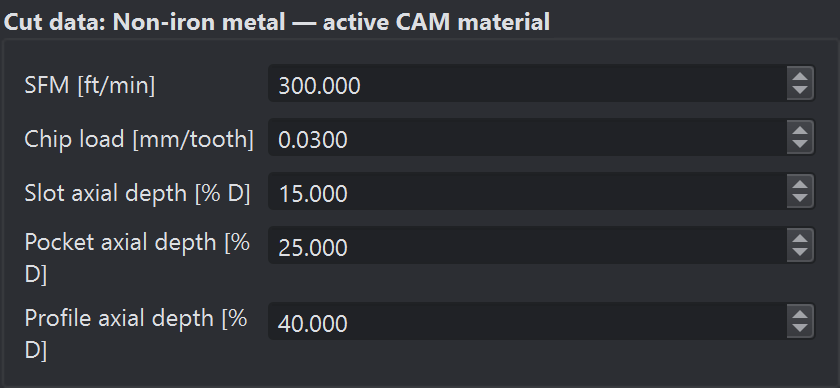 Cut data: Non-iron metal — active CAM material
SFM [ft/min] 300.000
Chip load [mm/tooth] 0.0300
Slot axial depth [% D] 15.000
Pocket axial depth [% D] 25.000
Profile axial depth [% D] 40.000